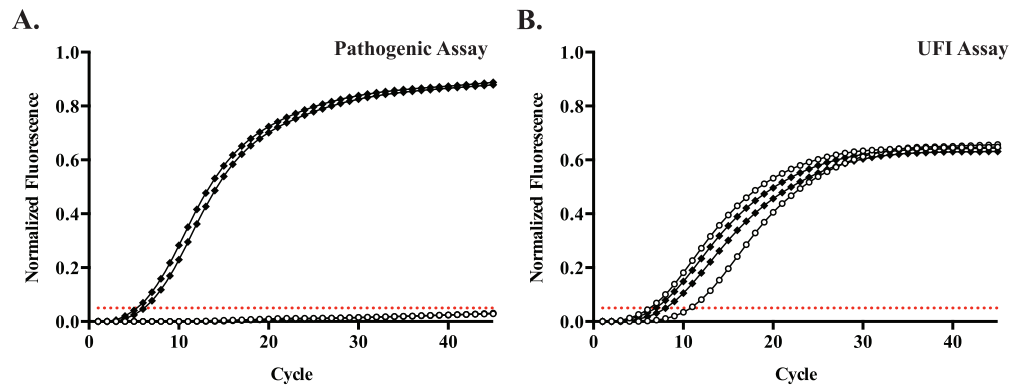 A.
Pathogenic Assay
1.0
0.8
0.6
0.4
0.2
0.0
Normalized Fluorescence
0 10 20 30 40
Cycle
B.
UFI Assay
1.0
0.8
0.6
0.4
0.2
0.0
Normalized Fluorescence
0 10 20 30 40
Cycle